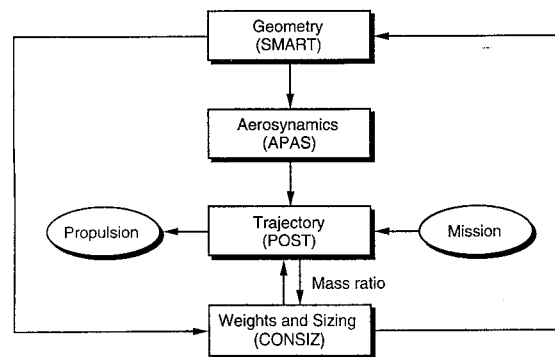 Geometry
(SMART)
Aerosynamics
(APAS)
Propulsion
Trajectory
(POST)
Mission
Mass ratio
Weights and Sizing
(CONSIZ)